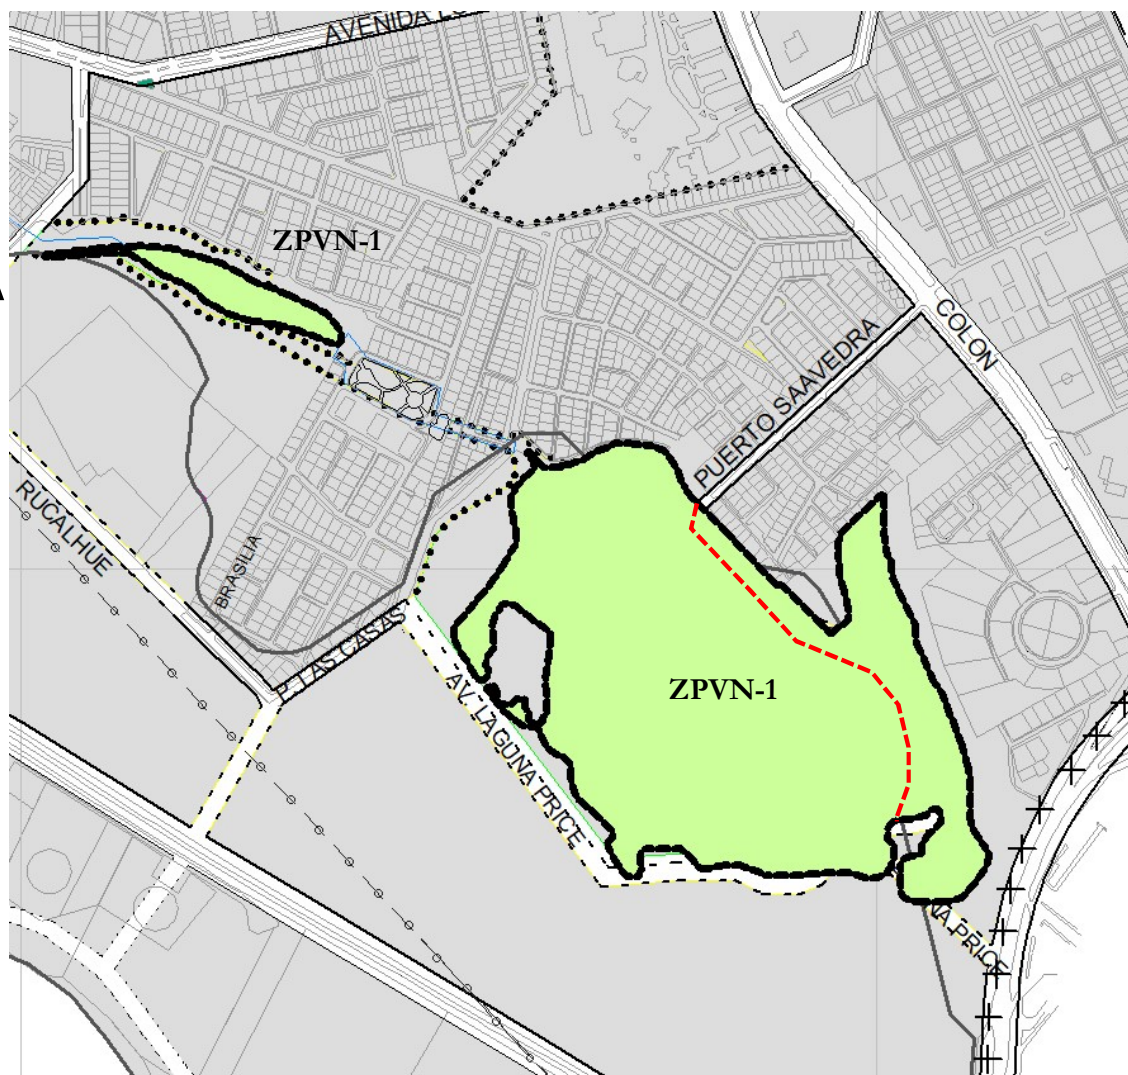 AVENIDA
ZPVN-1
COLON
PUERTO SAAVEDRA
RUCALHUE
BRASILIA
P. LAS CASAS
ZPVN-1
AV. LAGUNA PRICE
NA PRICE